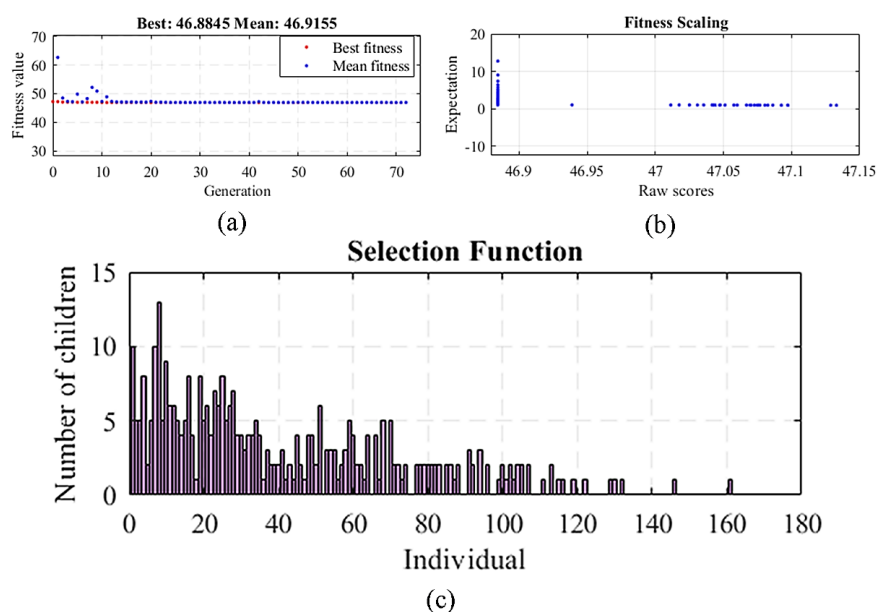 Best: 46.8845 Mean: 46.9155
70
60
50
40
30
Fitness value
Best fitness
Mean fitness
0 10 20 30 40 50 60 70
Generation
(a)
Fitness Scaling
20
10
0
-10
Expectation
46.9 46.95 47 47.05 47.1 47.15
Raw scores
(b)
Selection Function
15
10
5
0
Number of children
0 20 40 60 80 100 120 140 160 180
Individual
(c)